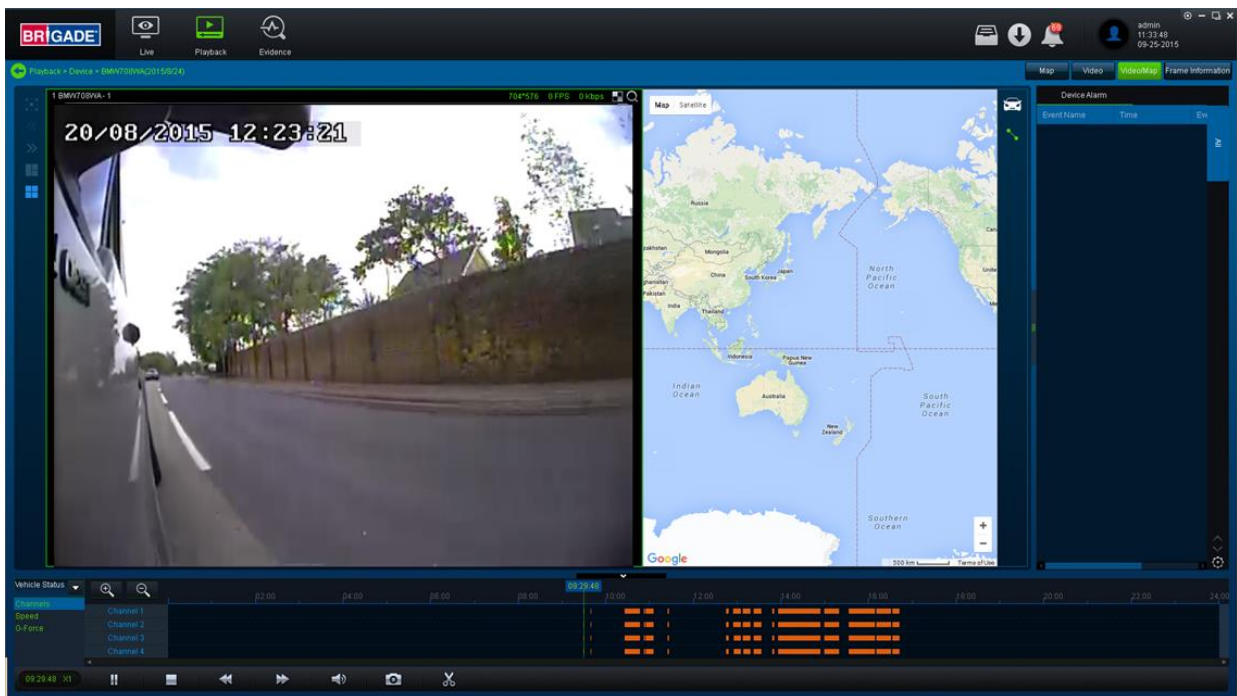 BRIGADE
Live
Playback
Evidence
69
admin
11:33:48
09-25-2015
Playback » Device » BMW708WA(2015/8/24)
Map
Video
Video/Map
Frame Information
1 BMW708WA- 1
704*576
0 FPS
0 kbps
20/08/2015 12:23:21
Map
Satellite
Russia
Mongolia
China
South Korea
Japan
India
Thailand
Pakistan
Indonesia
Papua New
Guinea
Australia
New
Zealand
North
Pacific
Ocean
Indian
Ocean
South
Pacific
Ocean
Southern
Ocean
Google
500 km
Terms of Use
Device Alarm
Event Name
Time
All
Vehicle Status
Channels
Speed
G-Force
09:29:48
02:00
04:00
06:00
08:00
10:00
12:00
14:00
16:00
18:00
20:00
22:00
24:00
Channel 1
Channel 2
Channel 3
Channel 4
09:29:48 X1